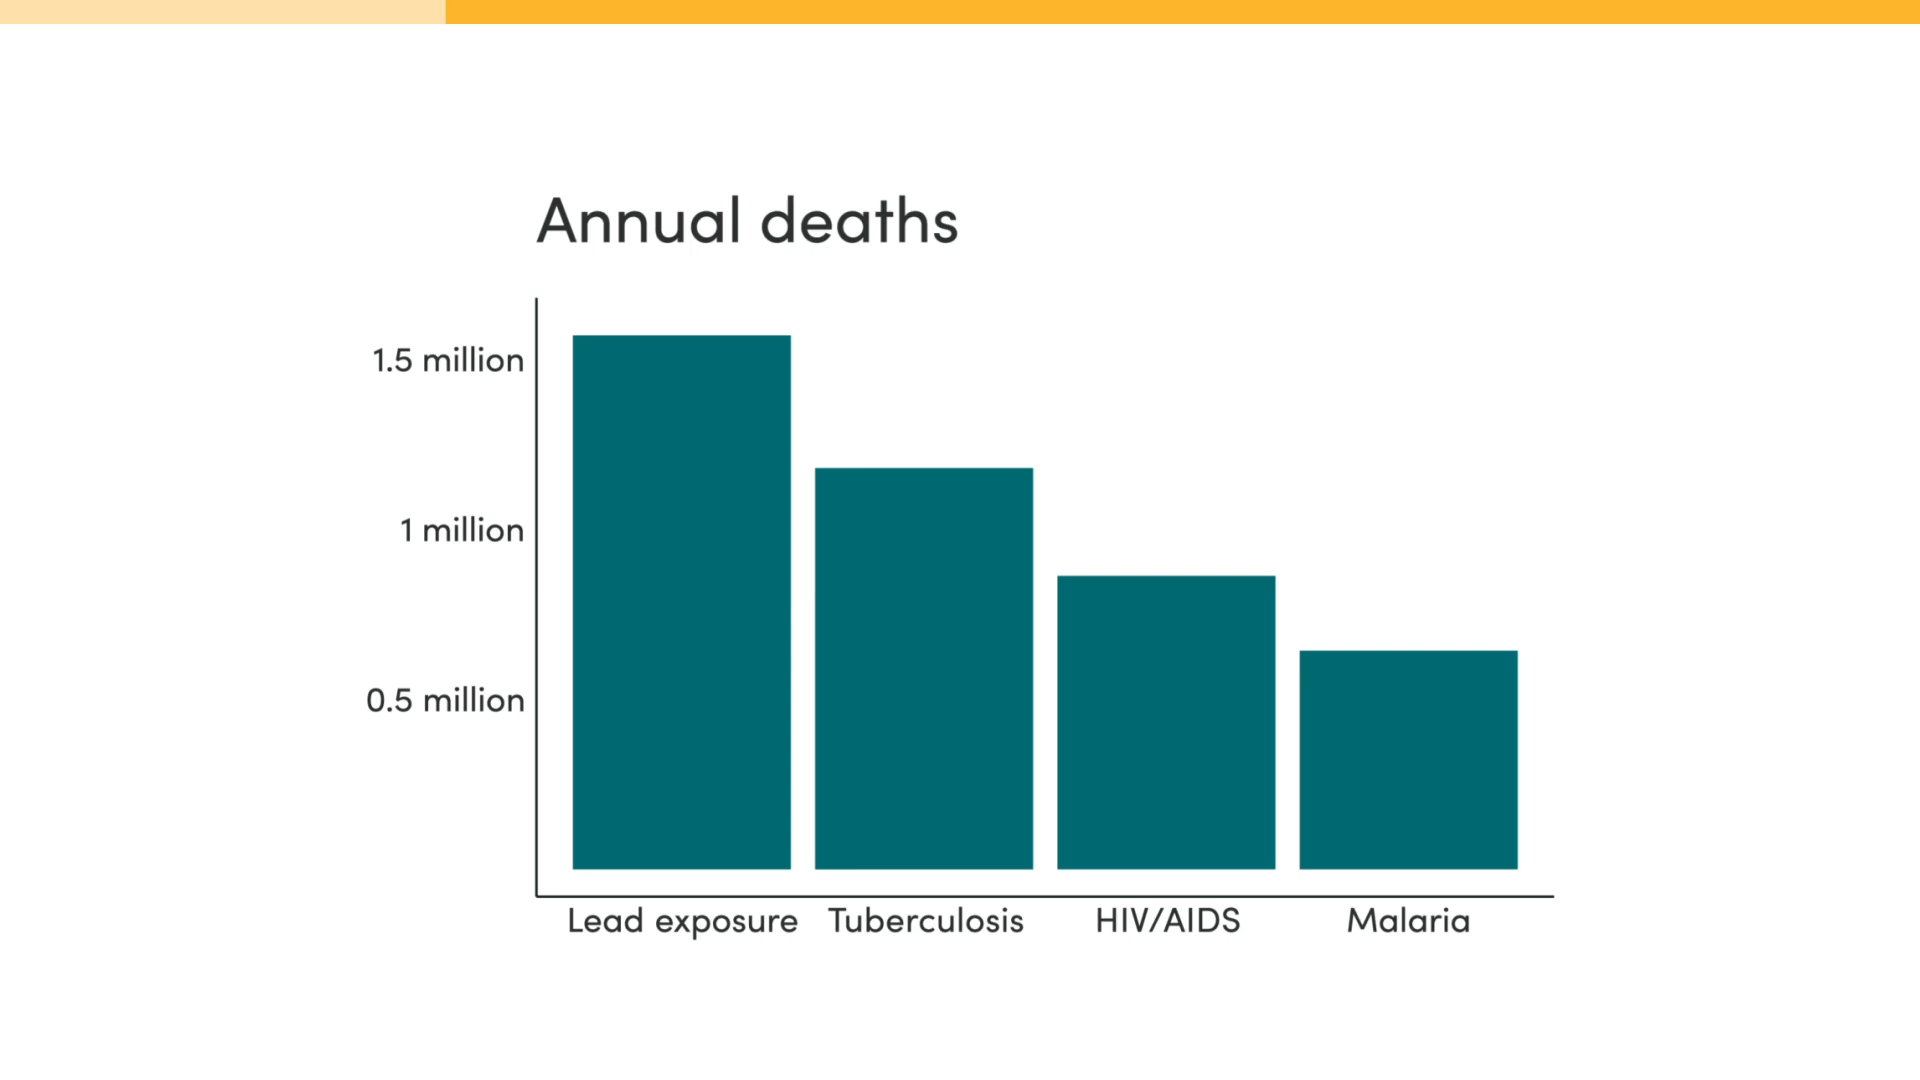 Annual deaths
1.5 million
1 million
0.5 million
Lead exposure Tuberculosis HIV/AIDS Malaria